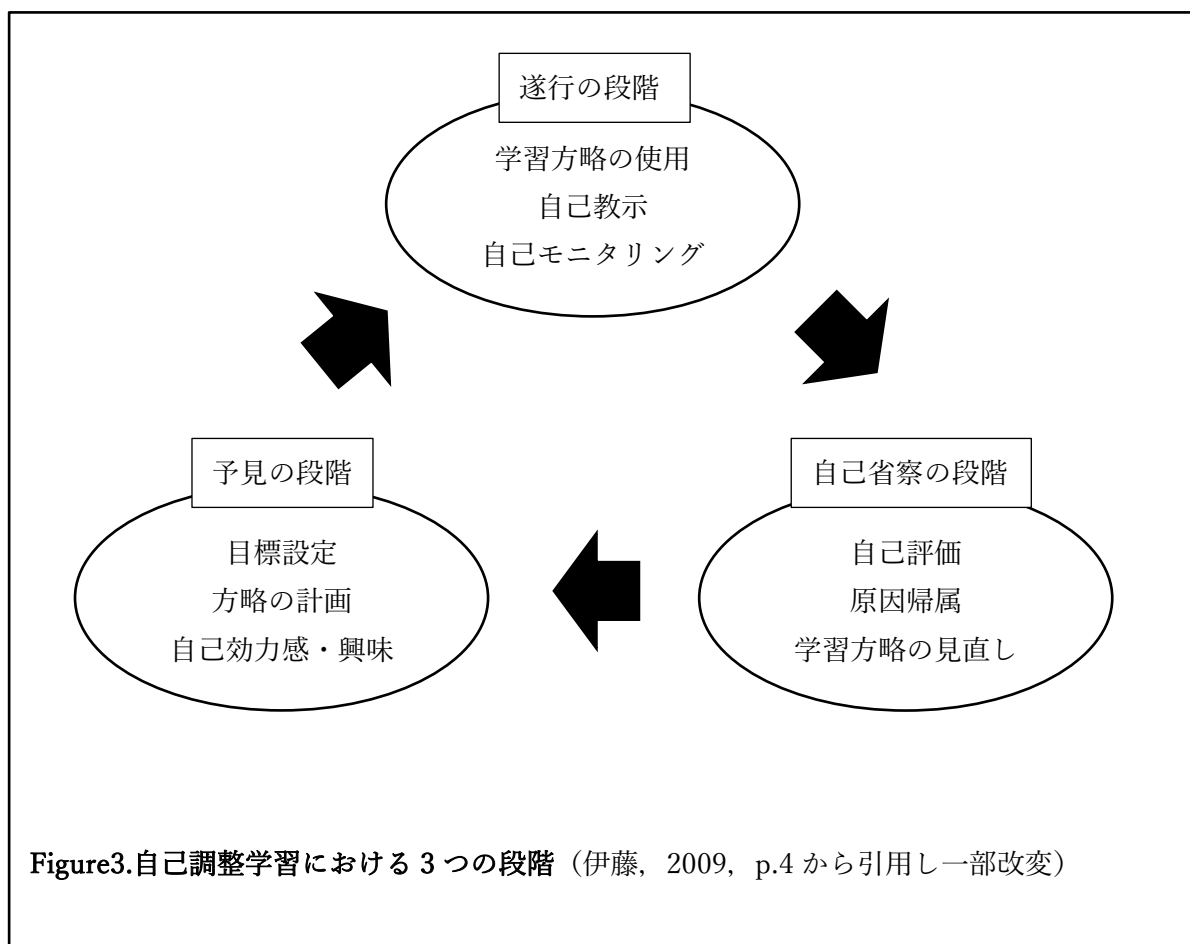 遂行の段階
学習方略の使用
自己教示
自己モニタリング
予見の段階
目標設定
方略の計画
自己効力感・興味
自己省察の段階
自己評価
原因帰属
学習方略の見直し
Figure3.自己調整学習における 3 つの段階（伊藤，2009，p.4 から引用し一部改変）